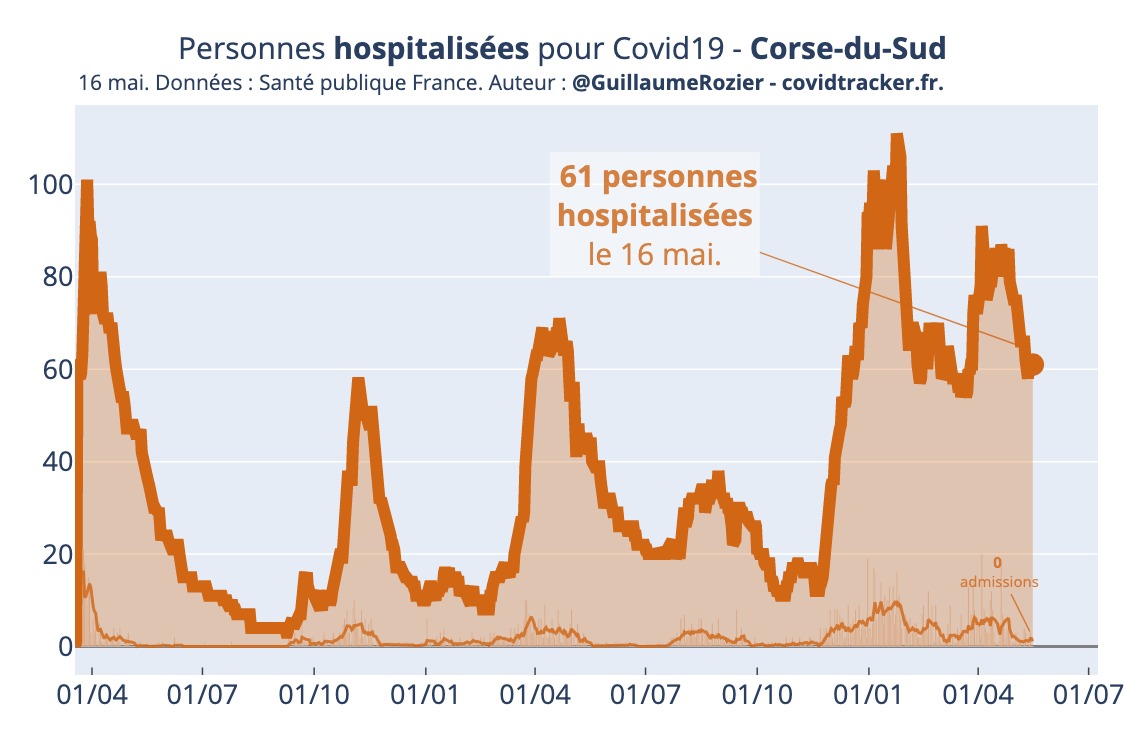 Personnes hospitalisées pour Covid19 - Corse-du-Sud
16 mai. Données : Santé publique France. Auteur : @GuillaumeRozier - covidtracker.fr.
61 personnes
hospitalisées
le 16 mai.
100
80
60
40
20
0
0
admissions
01/04 01/07 01/10 01/01 01/04 01/07 01/10 01/01 01/04 01/07